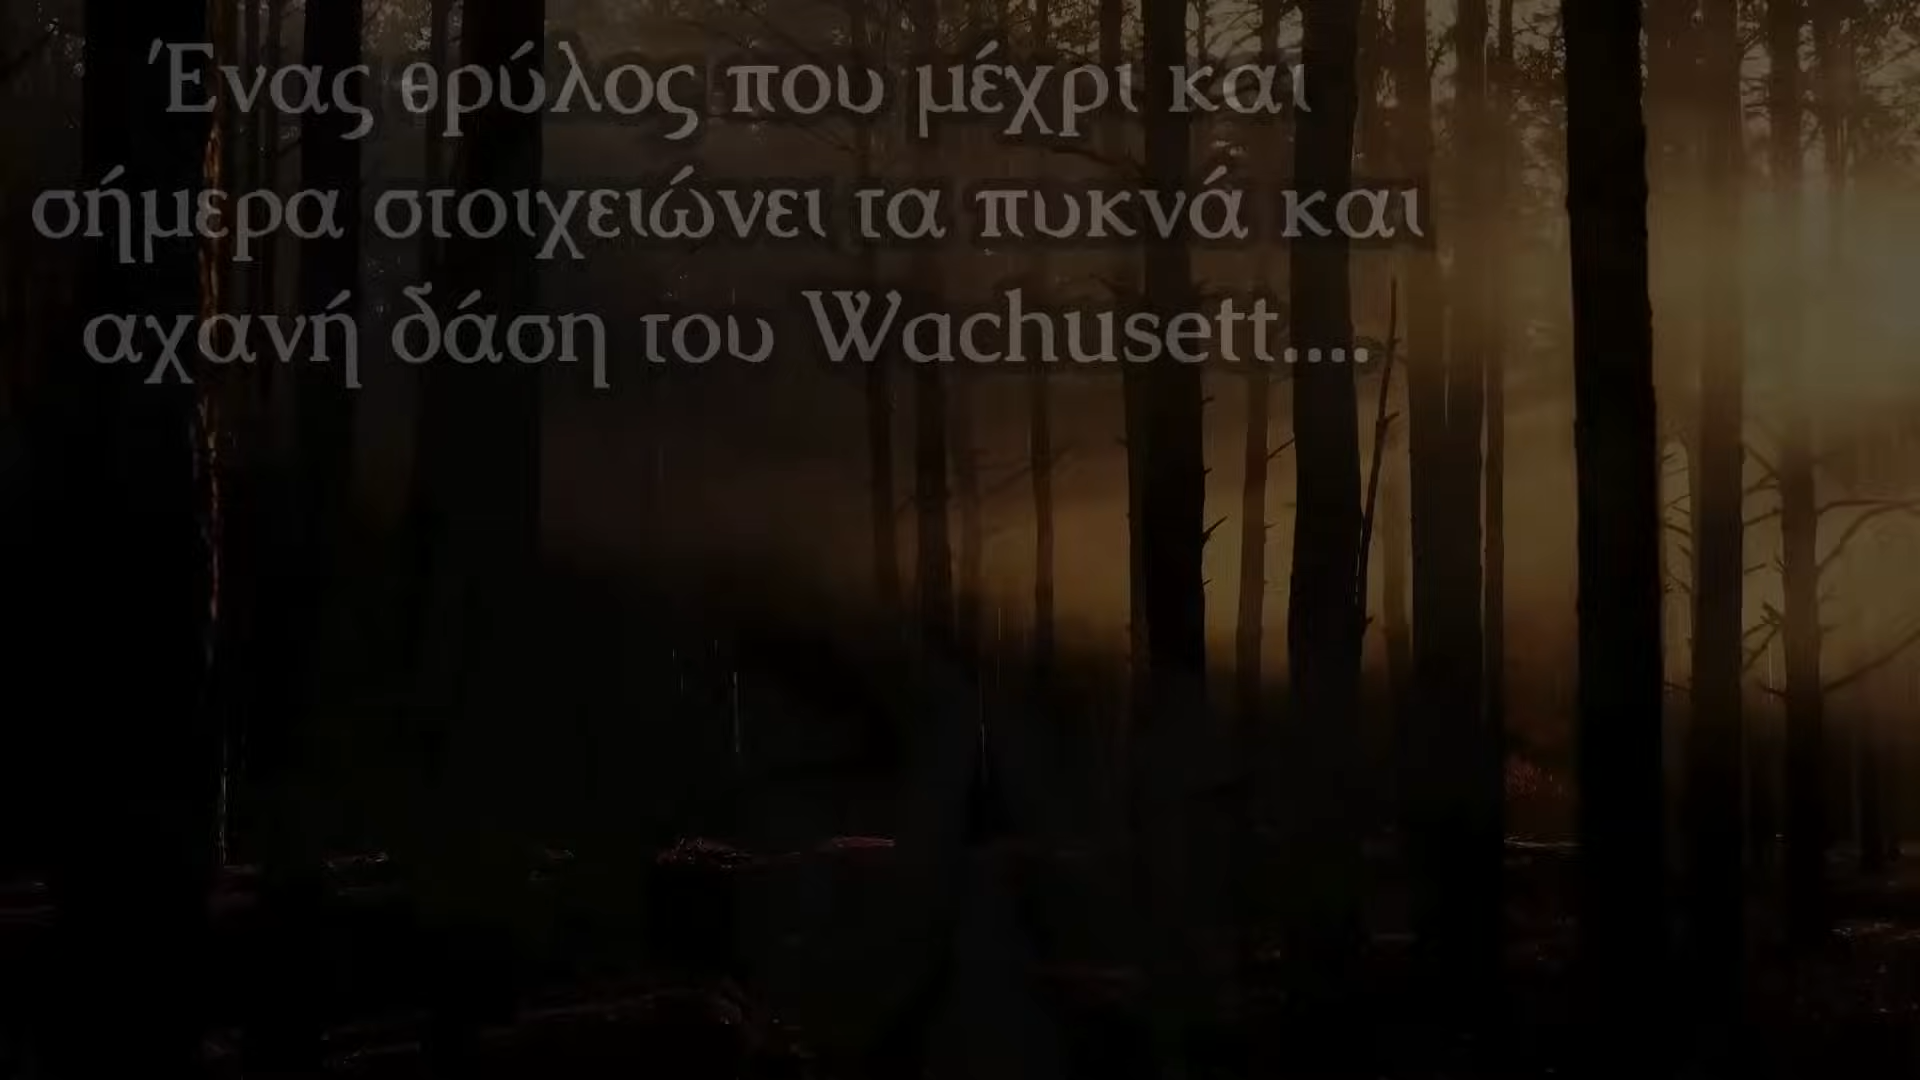 Ένας θρύλος που μέχρι και
σήμερα στοιχειώνει τα πυκνά και
αχανή δάση του Wachusett....